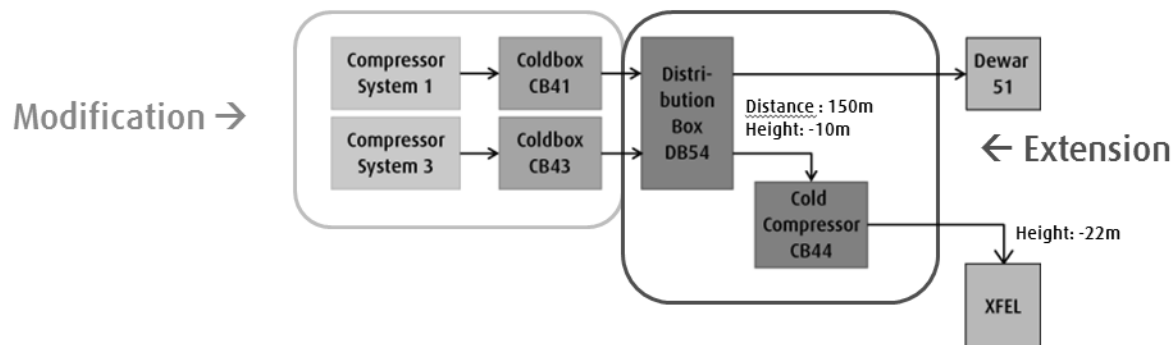 Modification →
Compressor
System 1
Coldbox
CB41
Compressor
System 3
Coldbox
CB43
Distri-
bution
Box
DB54
Distance : 150m
Height: -10m
Cold
Compressor
CB44
Dewar
51
← Extension
Height: -22m
XFEL